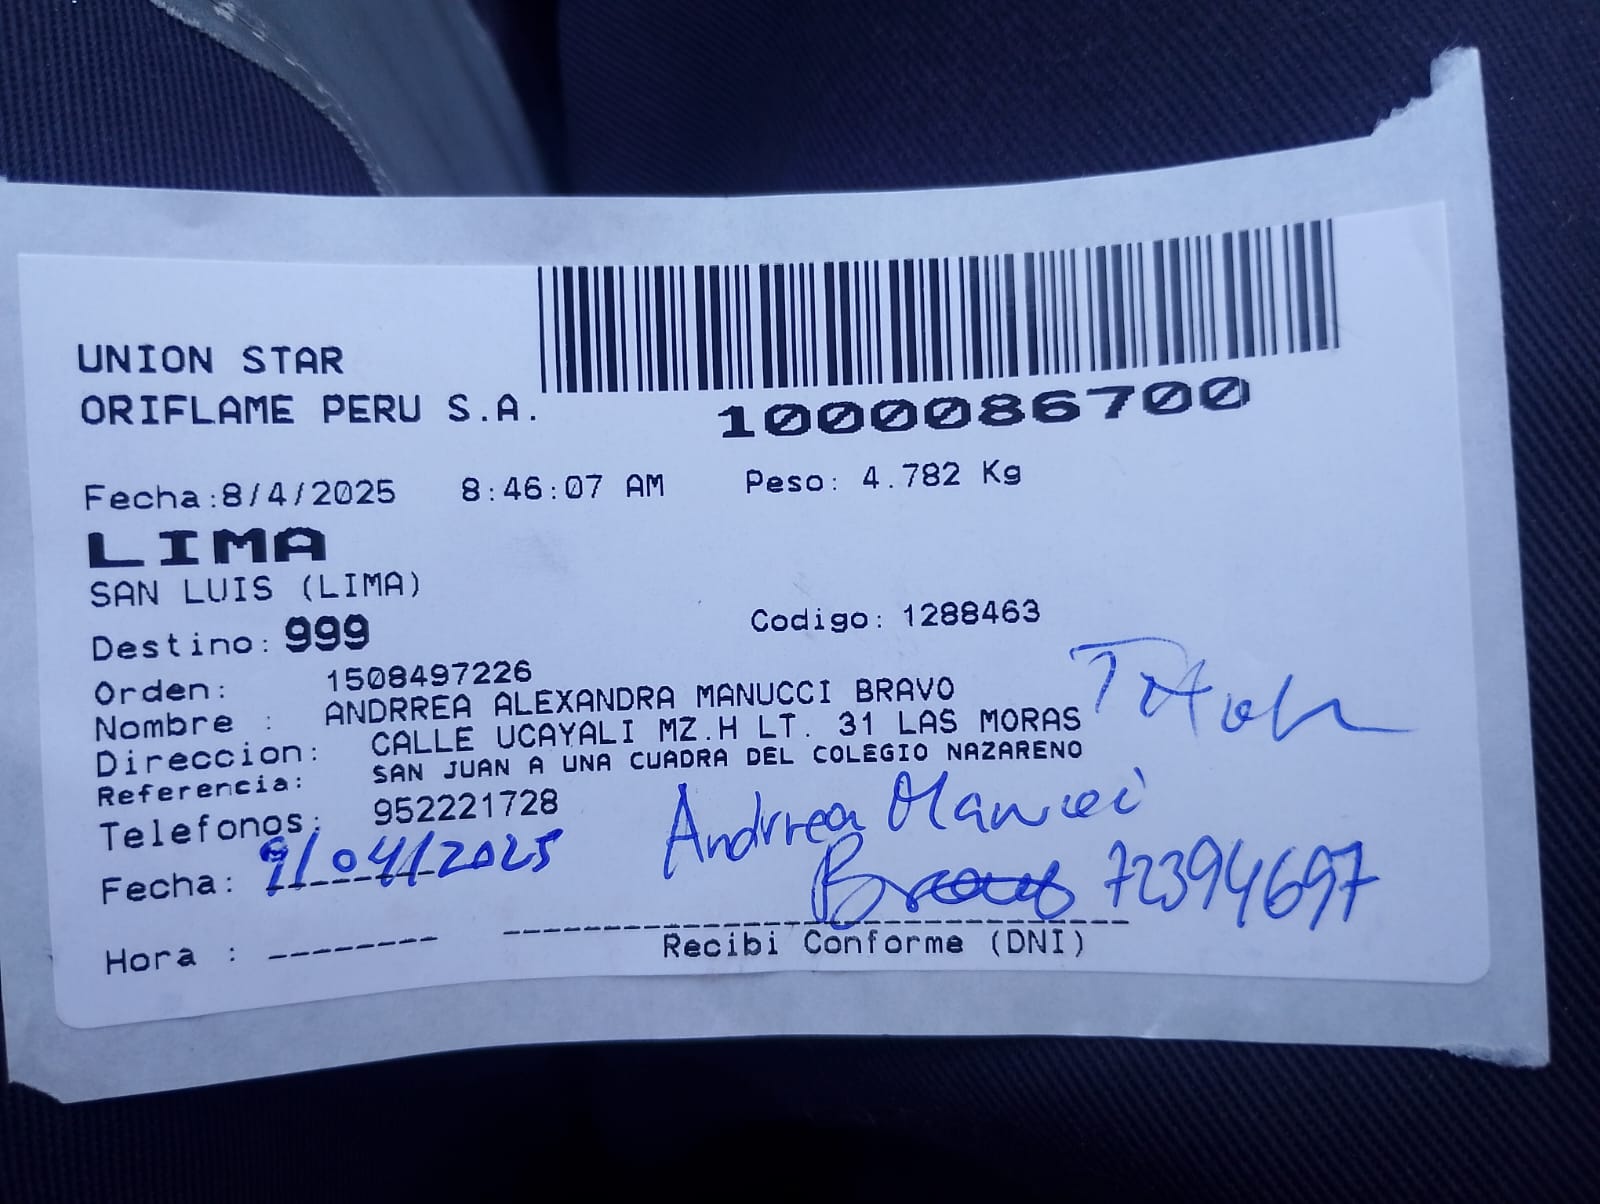 UNION STAR
ORIFLAME PERU S.A.
1000086700
Fecha:8/4/2025 8:46:07 AM Peso: 4.782 Kg
LIMA
SAN LUIS (LIMA)
Destino: 999 Codigo: 1288463
Orden: 1508497226
Nombre : ANDRREA ALEXANDRA MANUCCI BRAVO
Direccion: CALLE UCAYALI MZ.H LT. 31 LAS MORAS
Referencia: SAN JUAN A UNA CUADRA DEL COLEGIO NAZARENO
Telefonos: 952221728
Andrrea Manucci
Fecha: 9/04/2025
Bravo 72394697
Hora :
Recibi Conforme (DNI)